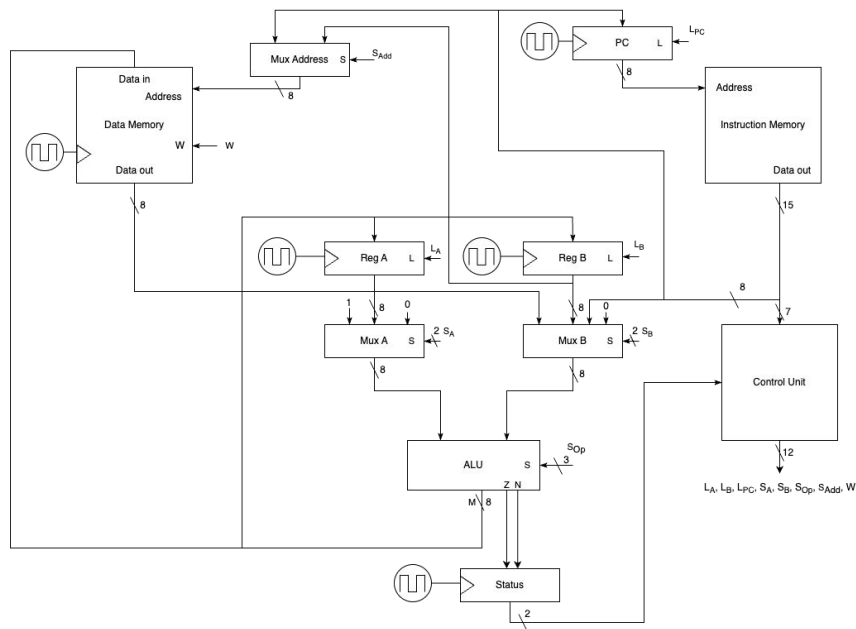 L_PC
PC
L
8
S_Add
Mux Address
S
8
Data in
Address
Data Memory
W
W
Data out
8
Address
Instruction Memory
Data out
15
L_A
Reg A
L
L_B
Reg B
L
8
7
1
8
0
2 S_A
Mux A
S
8
0
2 S_B
Mux B
S
8
8
Control Unit
12
L_A, L_B, L_PC, S_A, S_B, S_Op, S_Add, W
S_Op
3
ALU
S
Z N
M
8
Status
2